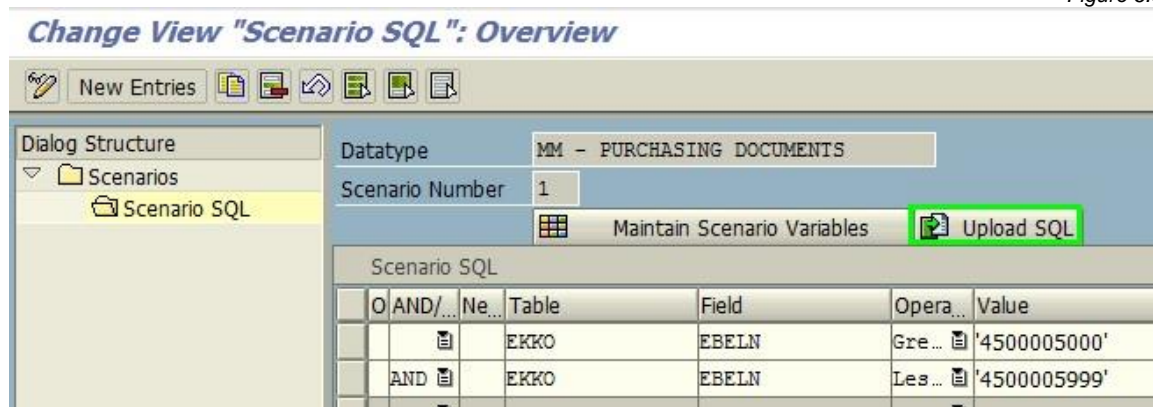 Change View "Scenario SQL": Overview
New Entries
Dialog Structure
Scenarios
Scenario SQL
Datatype MM - PURCHASING DOCUMENTS
Scenario Number 1
Maintain Scenario Variables Upload SQL
Scenario SQL
O AND/... Ne... Table Field Opera... Value
EKKO EBELN Gre... '4500005000'
AND EKKO EBELN Les... '4500005999'